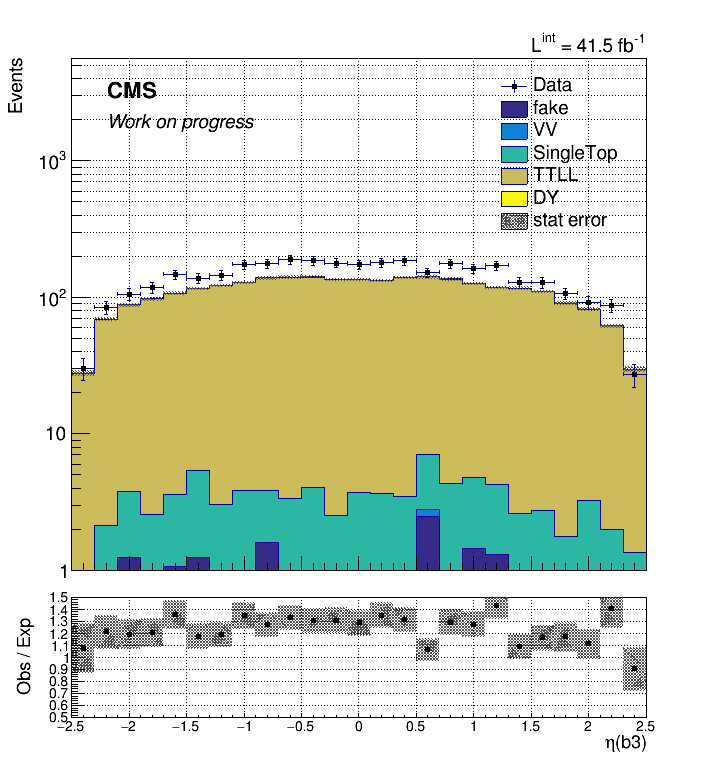 L^int = 41.5 fb^-1
Events
CMS
Work on progress
Data
fake
VV
SingleTop
TTLL
DY
stat error
10^3
10^2
10
1
Obs / Exp
1.5
1.4
1.3
1.2
1.1
1
0.9
0.8
0.7
0.6
0.5
−2.5 −2 −1.5 −1 −0.5 0 0.5 1 1.5 2 2.5
η(b3)